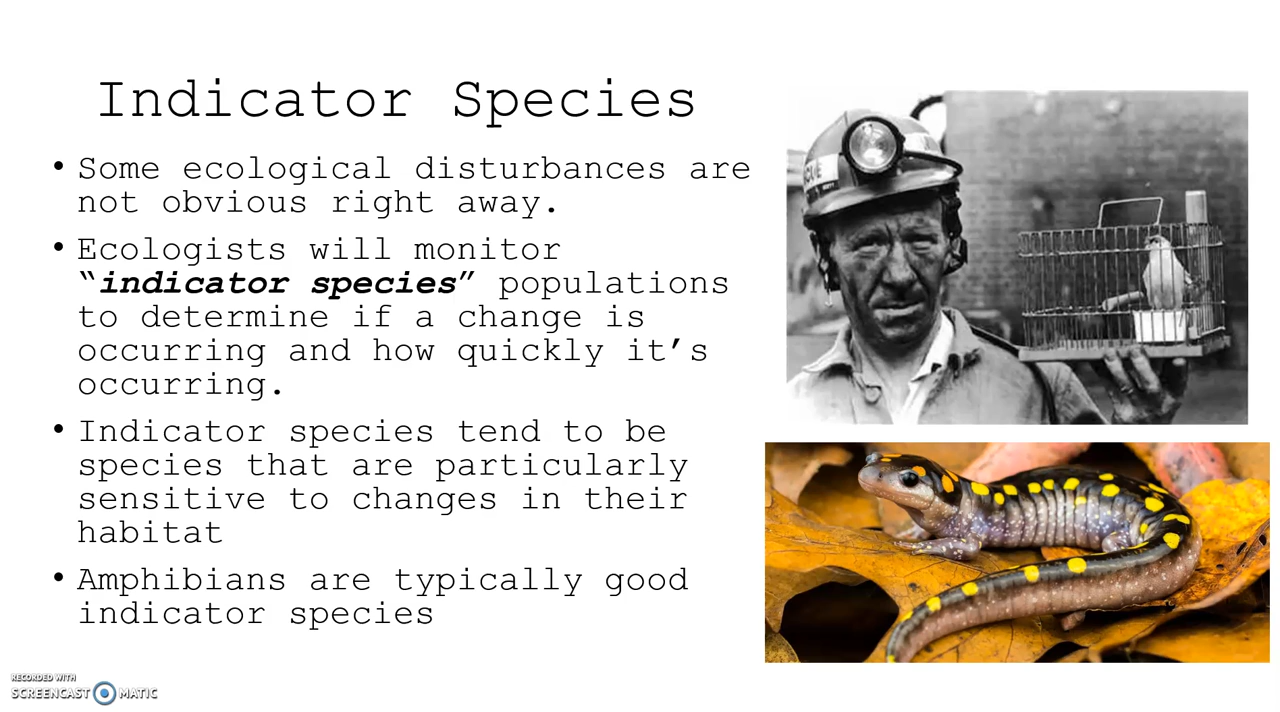 Indicator Species
• Some ecological disturbances are
not obvious right away.
• Ecologists will monitor
“indicator species” populations
to determine if a change is
occurring and how quickly it’s
occurring.
• Indicator species tend to be
species that are particularly
sensitive to changes in their
habitat
• Amphibians are typically good
indicator species
RECORDED WITH
SCREENCAST MATIC